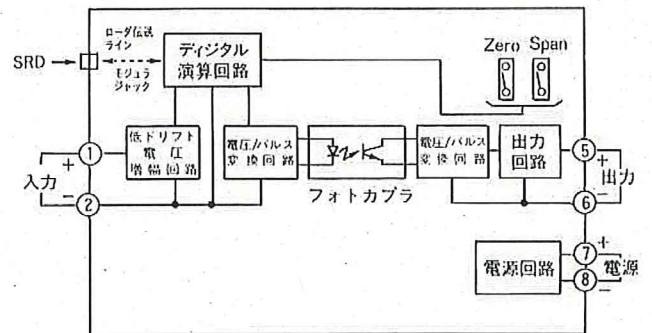 ローダ伝送
ライン
SRD
モジュラ
ジャック
ディジタル
演算回路
Zero Span
1
+
入力
-
2
低ドリフト
電圧
増幅回路
電圧/パルス
変換回路
フォトカプラ
電圧/パルス
変換回路
出力
回路
5
+
出力
-
6
電源回路
7
+
電源
8
-